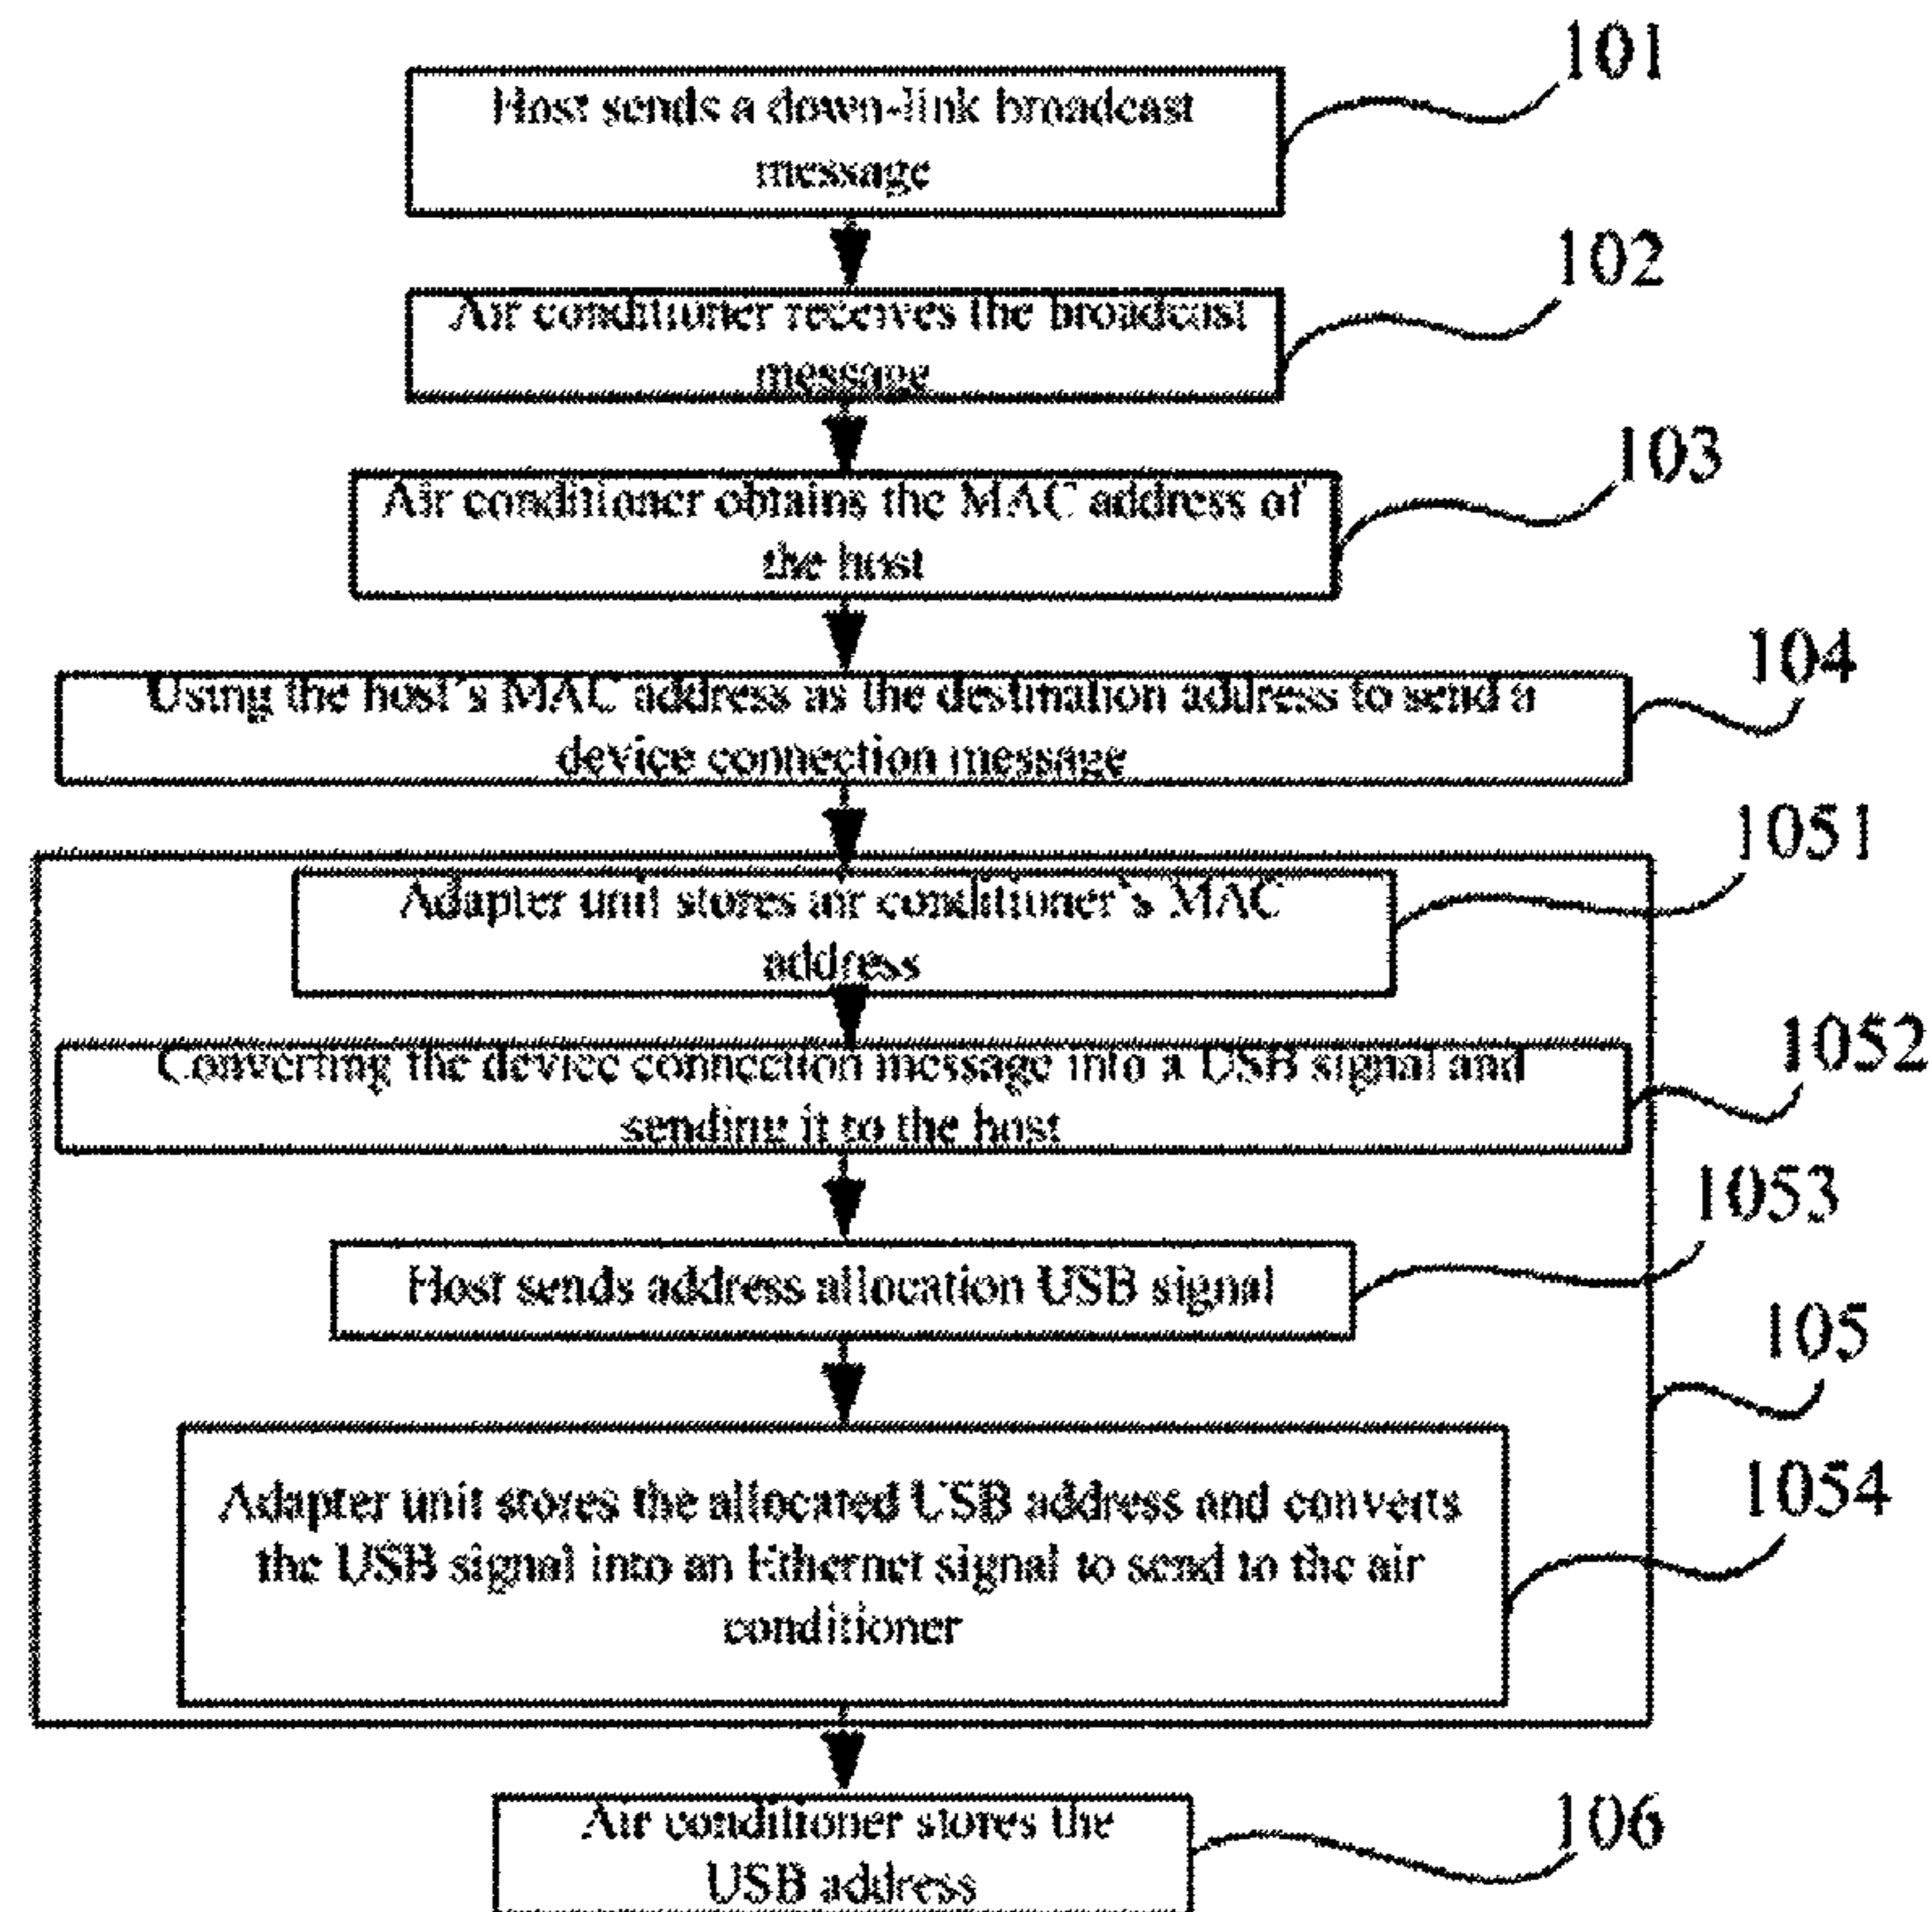 101
Host sends a down-link broadcast
message
102
Air conditioner receives the broadcast
message
103
Air conditioner obtains the MAC address of
the host
104
Using the host's MAC address as the destination address to send a
device connection message
1051
Adapter unit stores air conditioner's MAC
address
1052
Converting the device connection message into a USB signal and
sending it to the host
1053
Host sends address allocation USB signal
105
1054
Adapter unit stores the allocated USB address and converts
the USB signal into an Ethernet signal to send to the air
conditioner
106
Air conditioner stores the
USB address